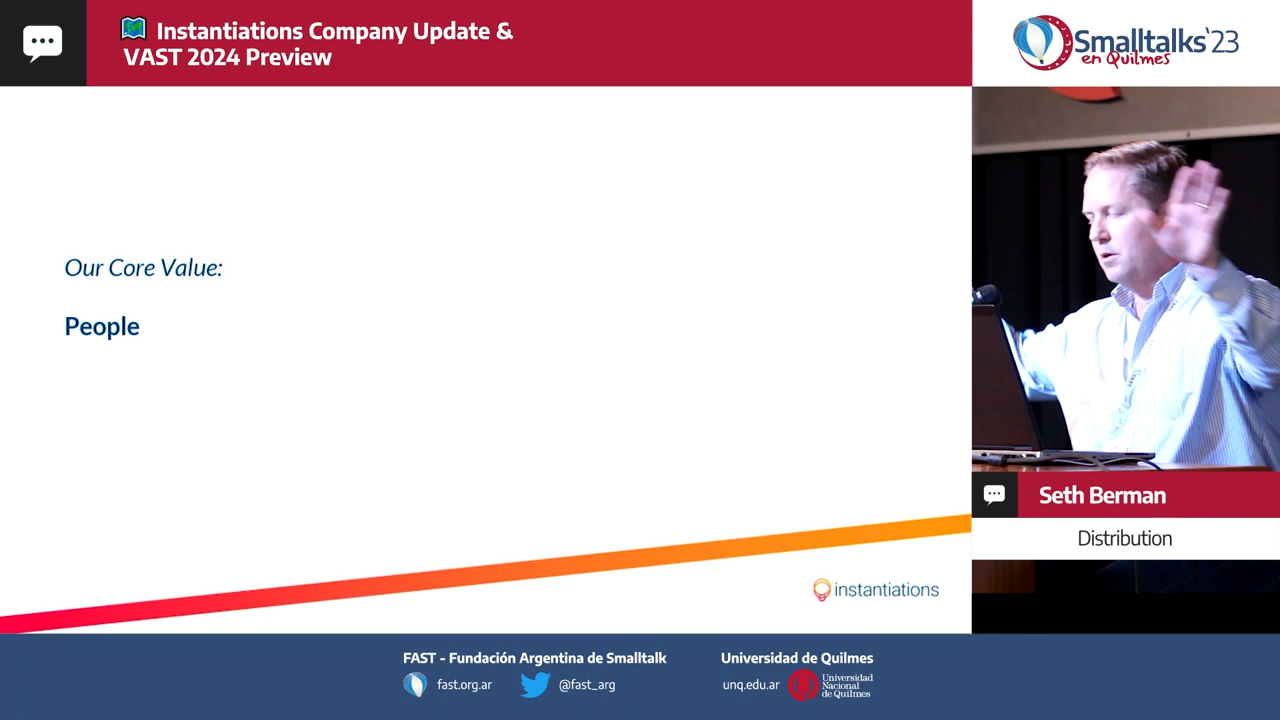 Instantiations Company Update &
VAST 2024 Preview
Smalltalks'23
en Quilmes
Our Core Value:
People
Seth Berman
Distribution
instantiations
FAST - Fundación Argentina de Smalltalk
fast.org.ar
@fast_arg
Universidad de Quilmes
unq.edu.ar
Universidad
Nacional
de Quilmes